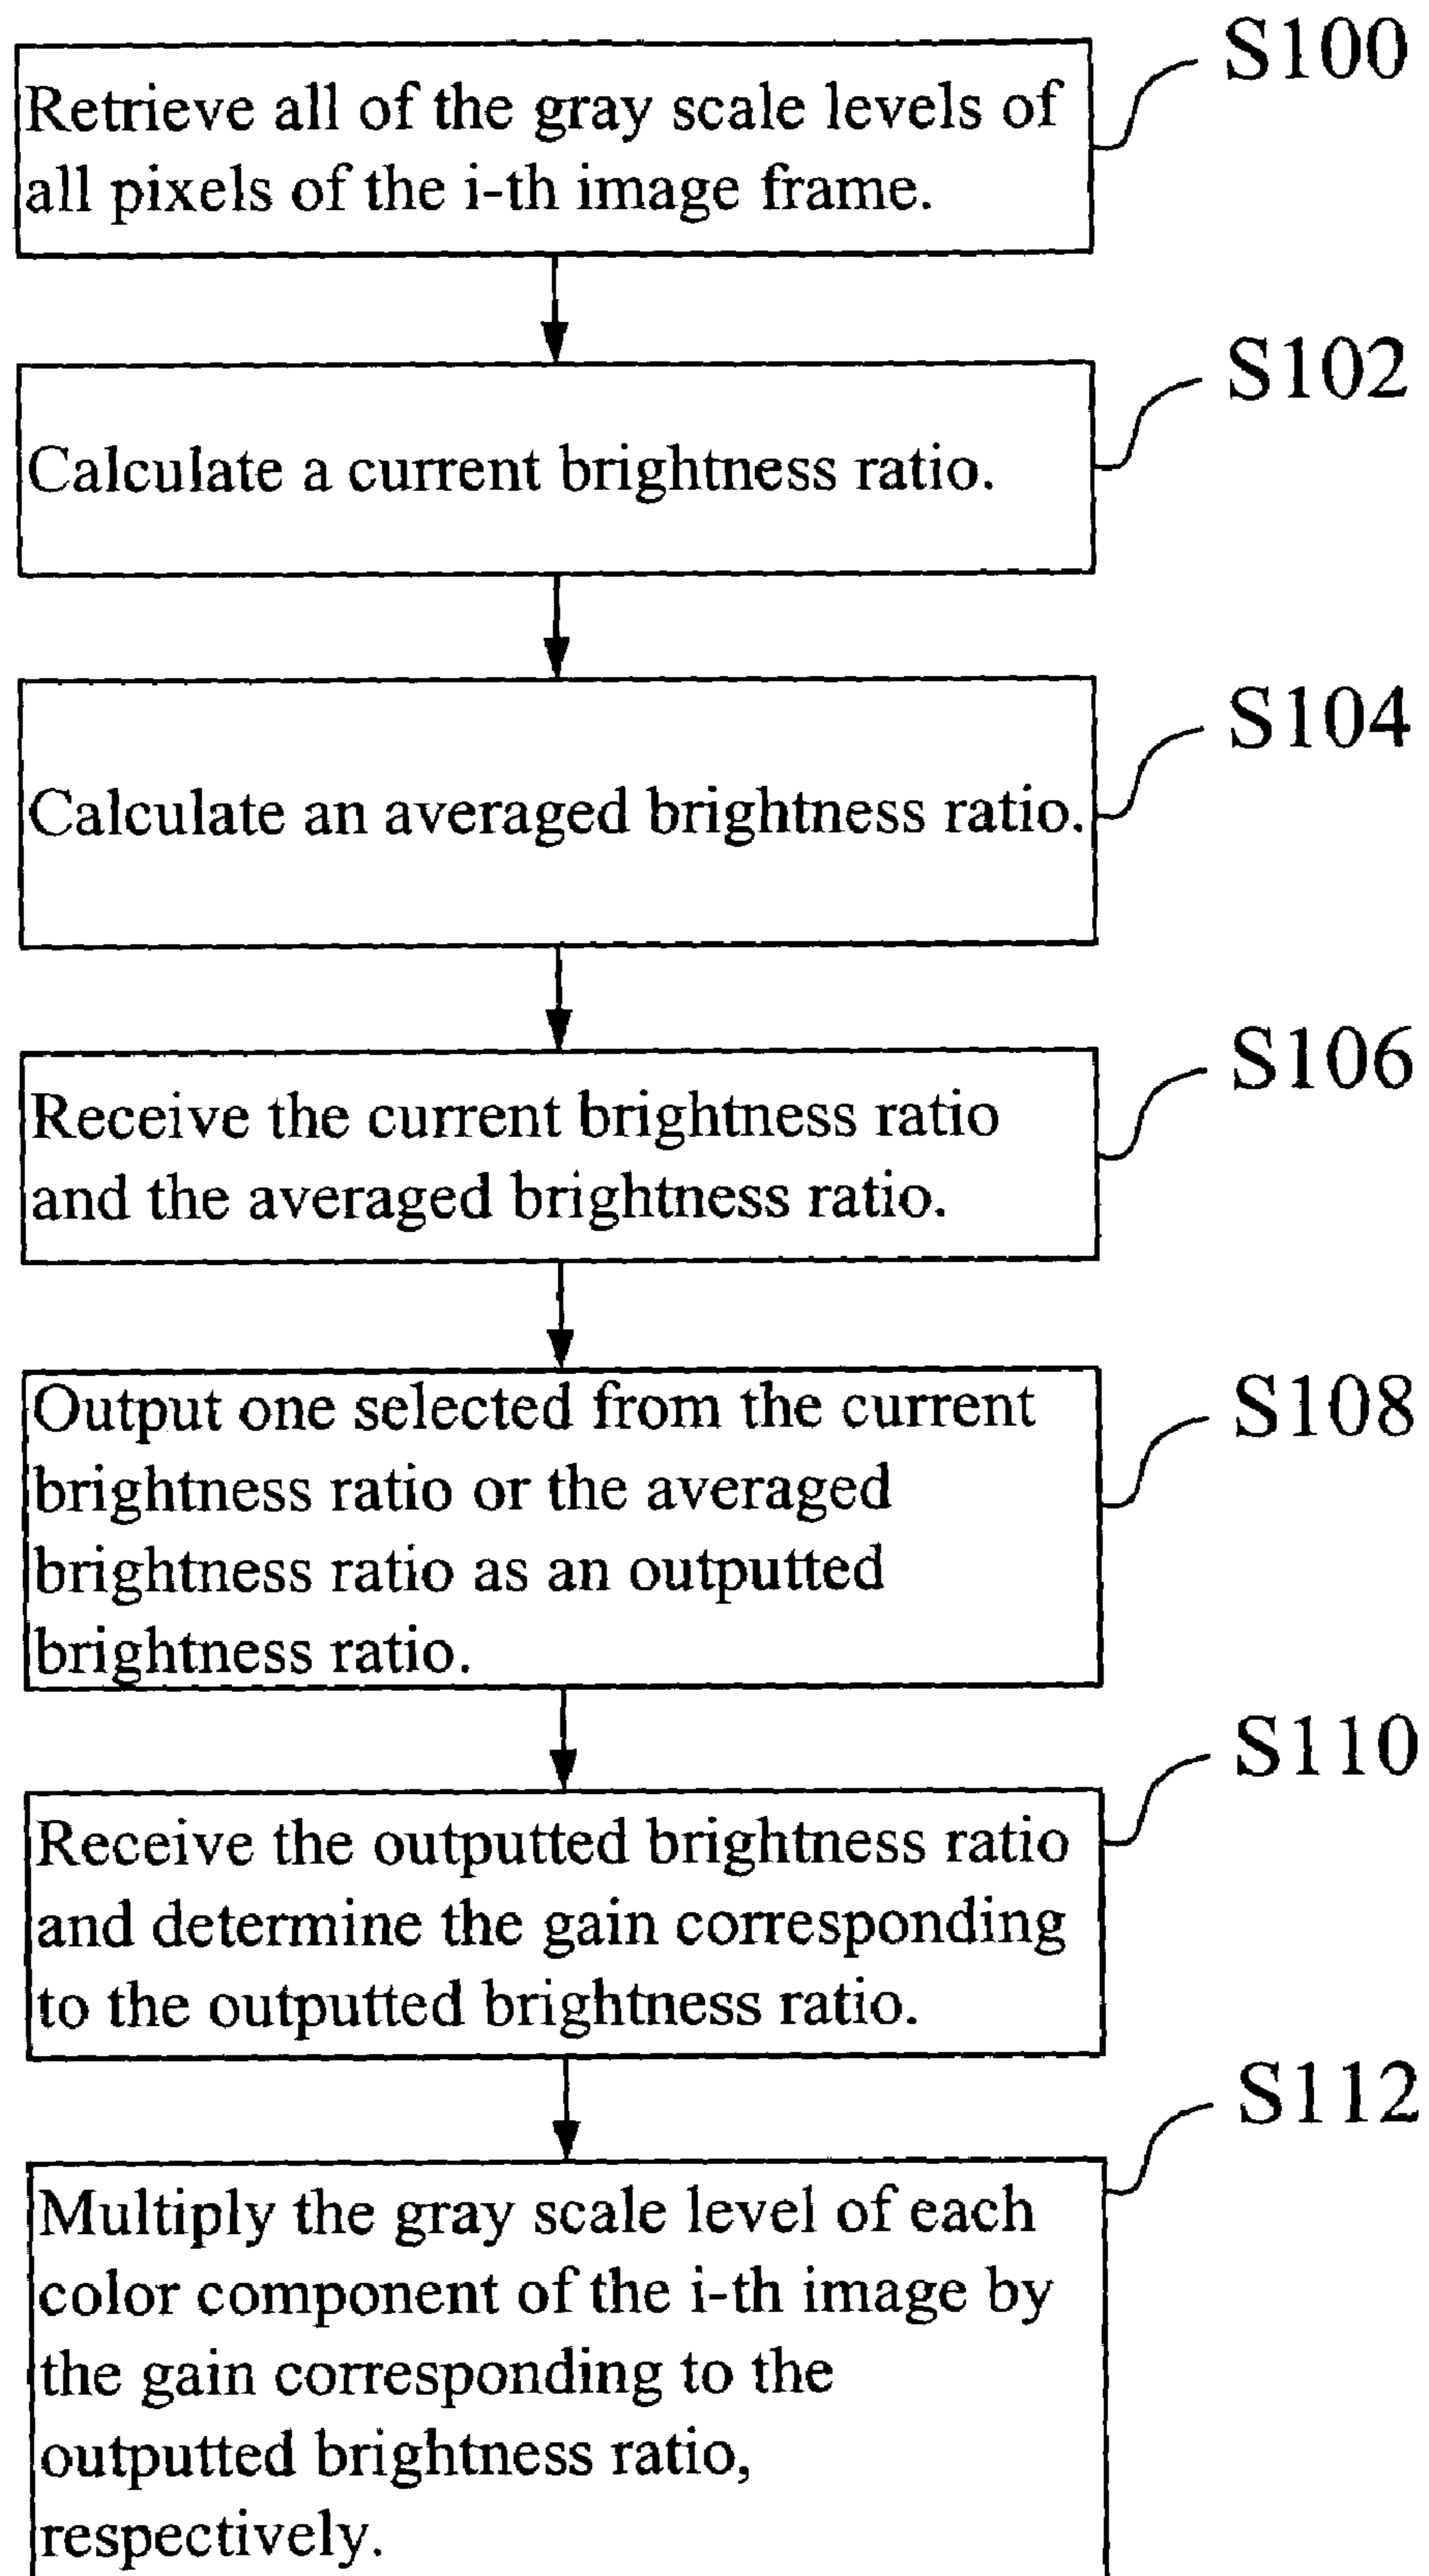 S100
Retrieve all of the gray scale levels of
all pixels of the i-th image frame.
S102
Calculate a current brightness ratio.
S104
Calculate an averaged brightness ratio.
S106
Receive the current brightness ratio
and the averaged brightness ratio.
S108
Output one selected from the current
brightness ratio or the averaged
brightness ratio as an outputted
brightness ratio.
S110
Receive the outputted brightness ratio
and determine the gain corresponding
to the outputted brightness ratio.
S112
Multiply the gray scale level of each
color component of the i-th image by
the gain corresponding to the
outputted brightness ratio,
respectively.